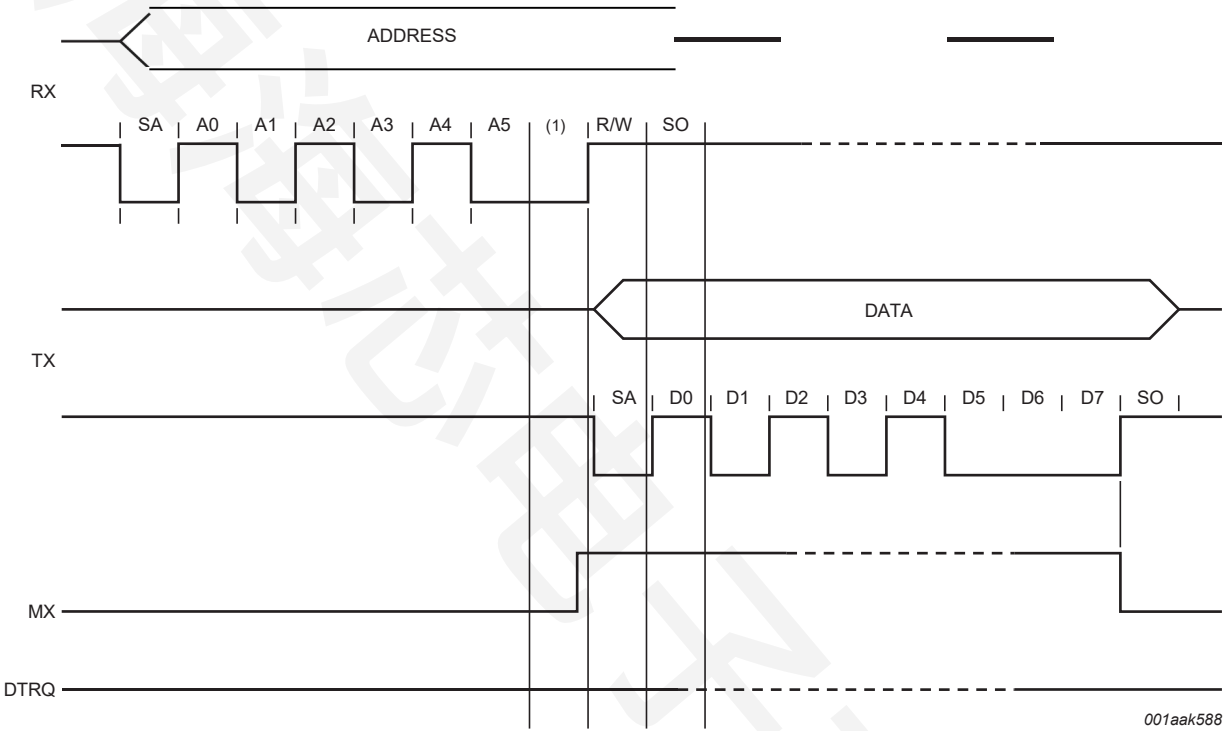 ADDRESS
RX
SA A0 A1 A2 A3 A4 A5 (1) R/W SO
DATA
TX
SA D0 D1 D2 D3 D4 D5 D6 D7 SO
MX
DTRQ
001aak588